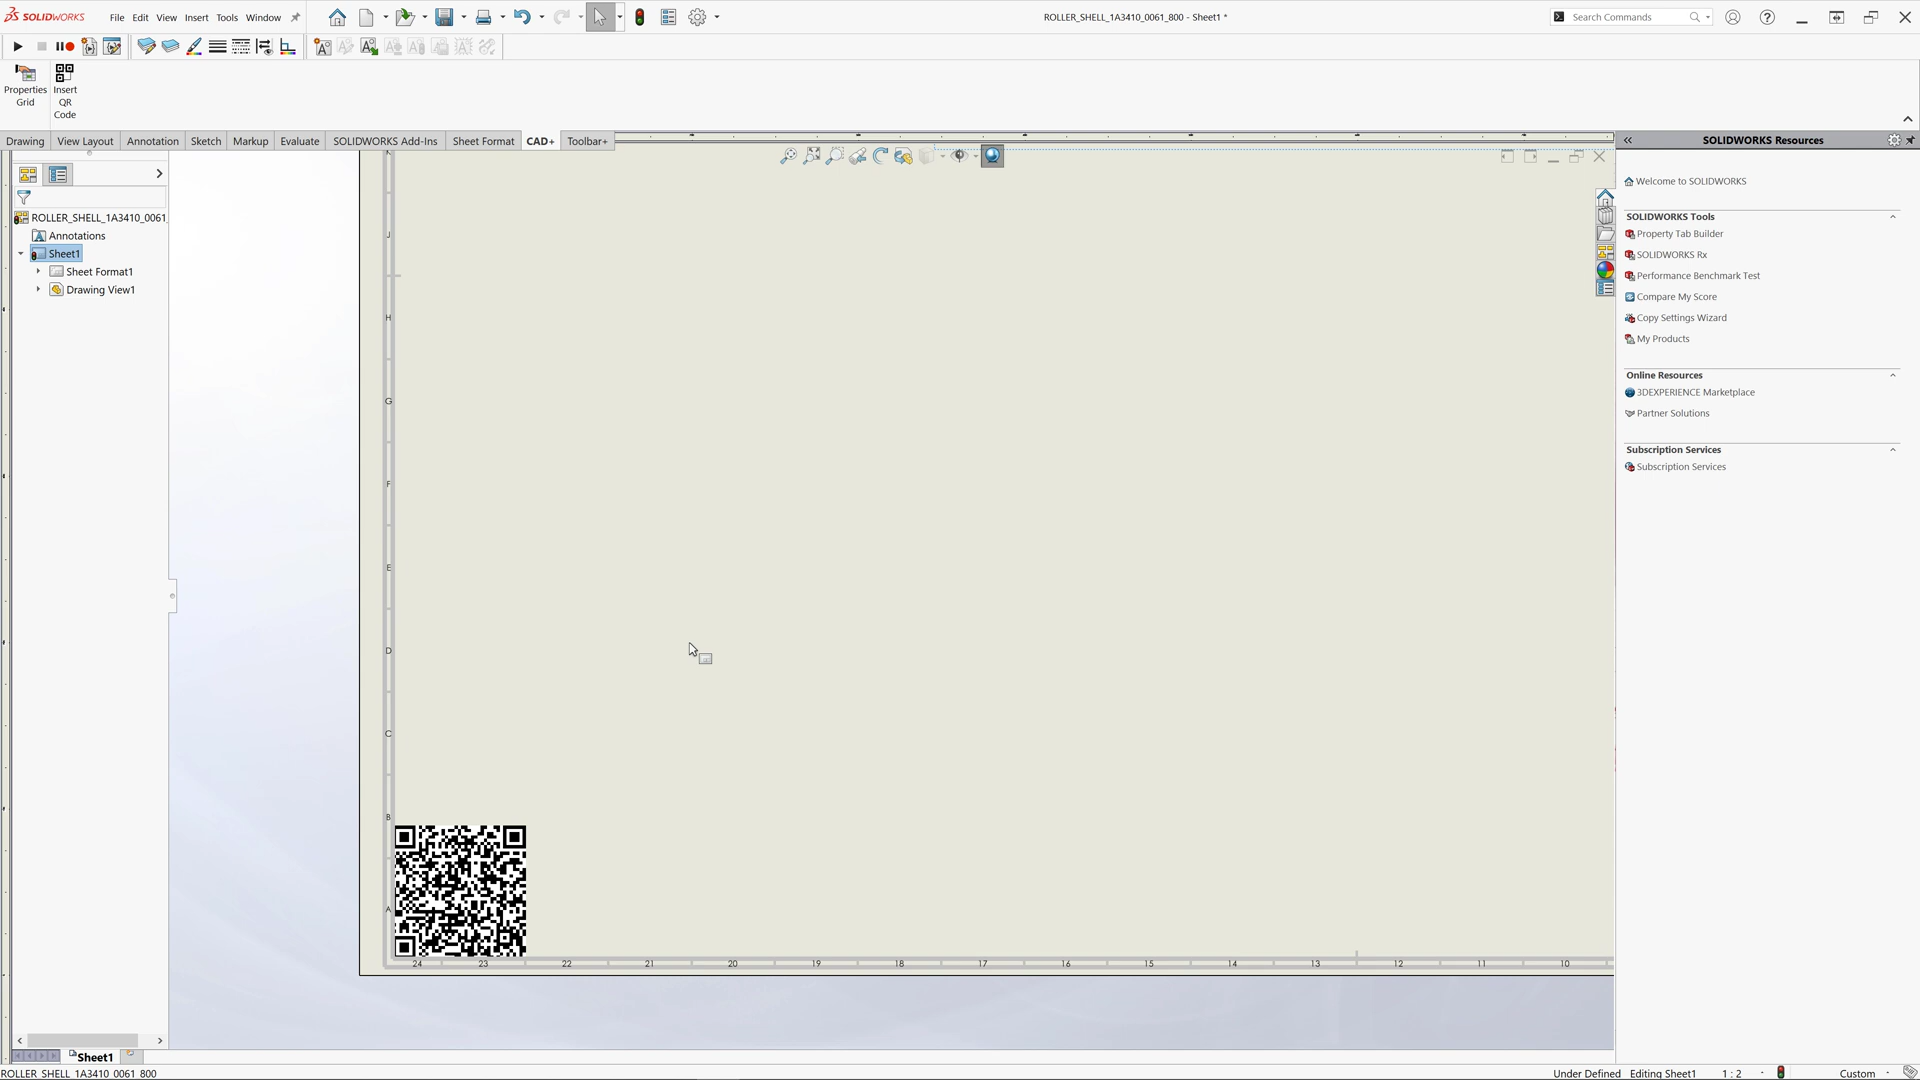 SOLIDWORKS
File Edit View Insert Tools Window
ROLLER_SHELL_1A3410_0061_800 - Sheet1 *
Search Commands
Properties
Grid
Insert
QR
Code
Drawing View Layout Annotation Sketch Markup Evaluate SOLIDWORKS Add-Ins Sheet Format CAD+ Toolbar+
ROLLER_SHELL_1A3410_0061_
Annotations
Sheet1
Sheet Format1
Drawing View1
J
H
G
F
E
D
C
B
A
24 23 22 21 20 19 18 17 16 15 14 13 12 11 10
SOLIDWORKS Resources
Welcome to SOLIDWORKS
SOLIDWORKS Tools
Property Tab Builder
SOLIDWORKS Rx
Performance Benchmark Test
Compare My Score
Copy Settings Wizard
My Products
Online Resources
3DEXPERIENCE Marketplace
Partner Solutions
Subscription Services
Subscription Services
Sheet1
ROLLER_SHELL_1A3410_0061_800
Under Defined Editing Sheet1 1 : 2 - Custom